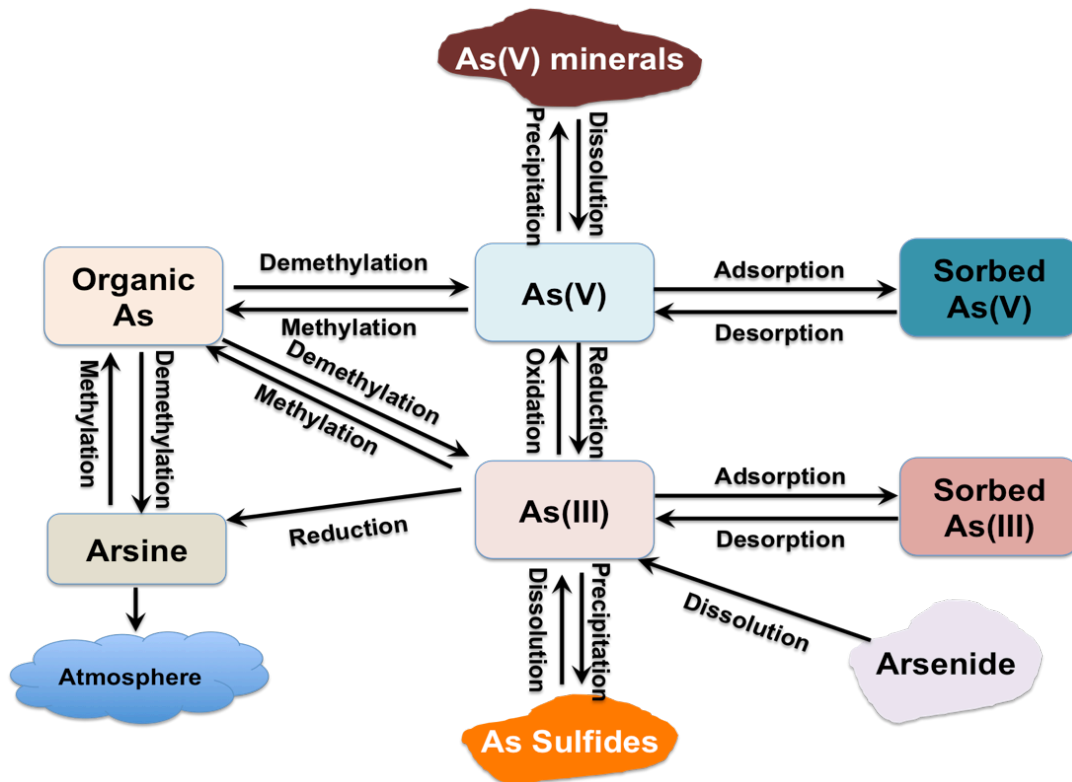 As(V) minerals
Precipitation
Dissolution
Organic
As
Demethylation
Methylation
As(V)
Adsorption
Desorption
Sorbed
As(V)
Methylation
Demethylation
Demethylation
Methylation
Oxidation
Reduction
Arsine
Reduction
As(III)
Adsorption
Desorption
Sorbed
As(III)
Dissolution
Precipitation
Dissolution
Arsenide
Atmosphere
As Sulfides